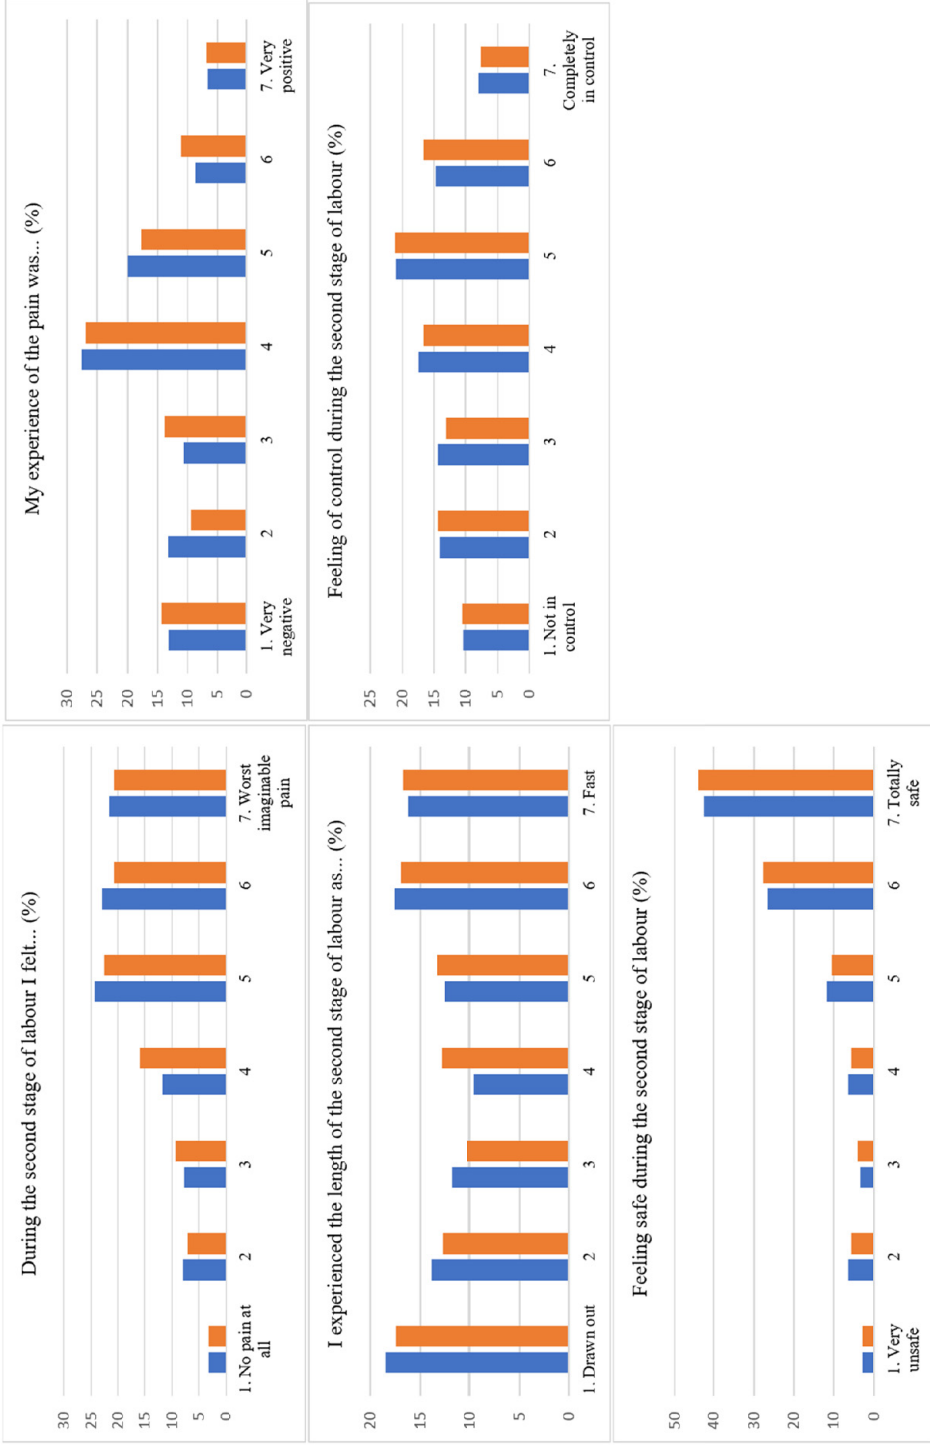 During the second stage of labour I felt... (%)
30
25
20
15
10
5
0
1. No pain at
all
2
3
4
5
6
7. Worst
imaginable
pain
My experience of the pain was... (%)
30
25
20
15
10
5
0
1. Very
negative
2
3
4
5
6
7. Very
positive
I experienced the length of the second stage of labour as... (%)
20
15
10
5
0
1. Drawn out
2
3
4
5
6
7. Fast
Feeling of control during the second stage of labour (%)
25
20
15
10
5
0
1. Not in
control
2
3
4
5
6
7.
Completely
in control
Feeling safe during the second stage of labour (%)
50
40
30
20
10
0
1. Very
unsafe
2
3
4
5
6
7. Totally
safe